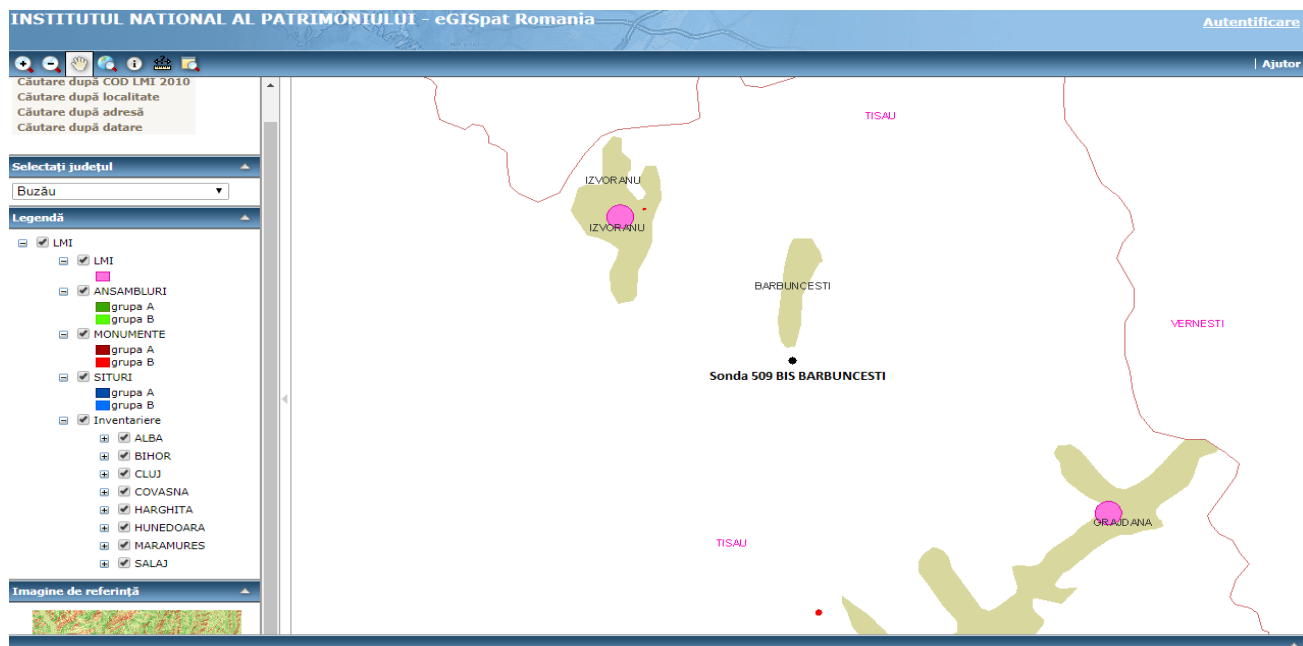 INSTITUTUL NATIONAL AL PATRIMONIULUI - eGISpat Romania
Autentificare
Ajutor
Căutare după COD LMI 2010
Căutare după localitate
Căutare după adresă
Căutare după datare
Selectați județul
Buzău
Legendă
LMI
LMI
ANSAMBLURI
grupa A
grupa B
MONUMENTE
grupa A
grupa B
SITURI
grupa A
grupa B
Inventariere
ALBA
BIHOR
CLUJ
COVASNA
HARGHITA
HUNEDOARA
MARAMURES
SALAJ
Imagine de referință
TISAU
IZVORANU
IZVORANU
BARBUNCESTI
VERNESTI
Sonda 509 BIS BARBUNCESTI
GRAJDANA
TISAU